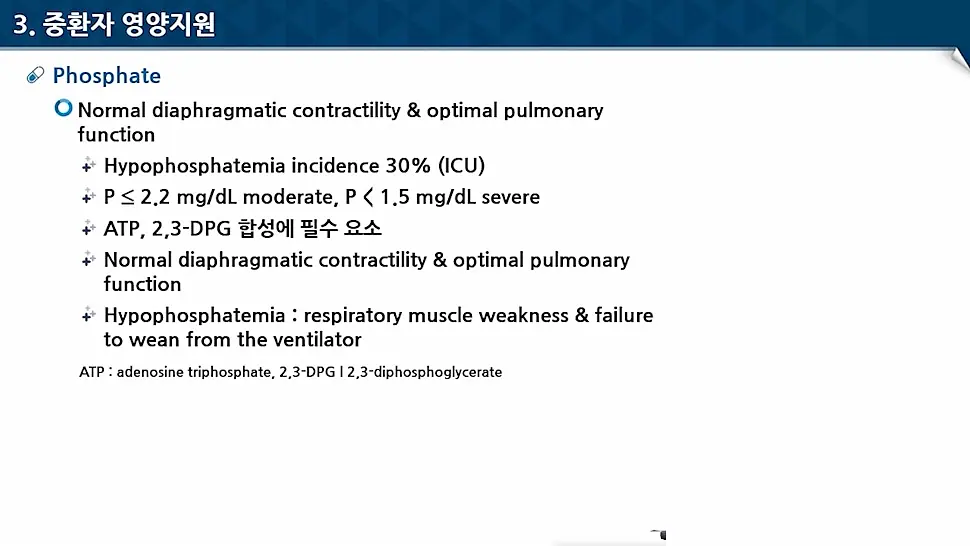 3. 중환자 영양지원
Phosphate
Normal diaphragmatic contractility & optimal pulmonary
function
Hypophosphatemia incidence 30% (ICU)
P ≤ 2.2 mg/dL moderate, P < 1.5 mg/dL severe
ATP, 2,3-DPG 합성에 필수 요소
Normal diaphragmatic contractility & optimal pulmonary
function
Hypophosphatemia : respiratory muscle weakness & failure
to wean from the ventilator
ATP : adenosine triphosphate, 2,3-DPG l 2,3-diphosphoglycerate